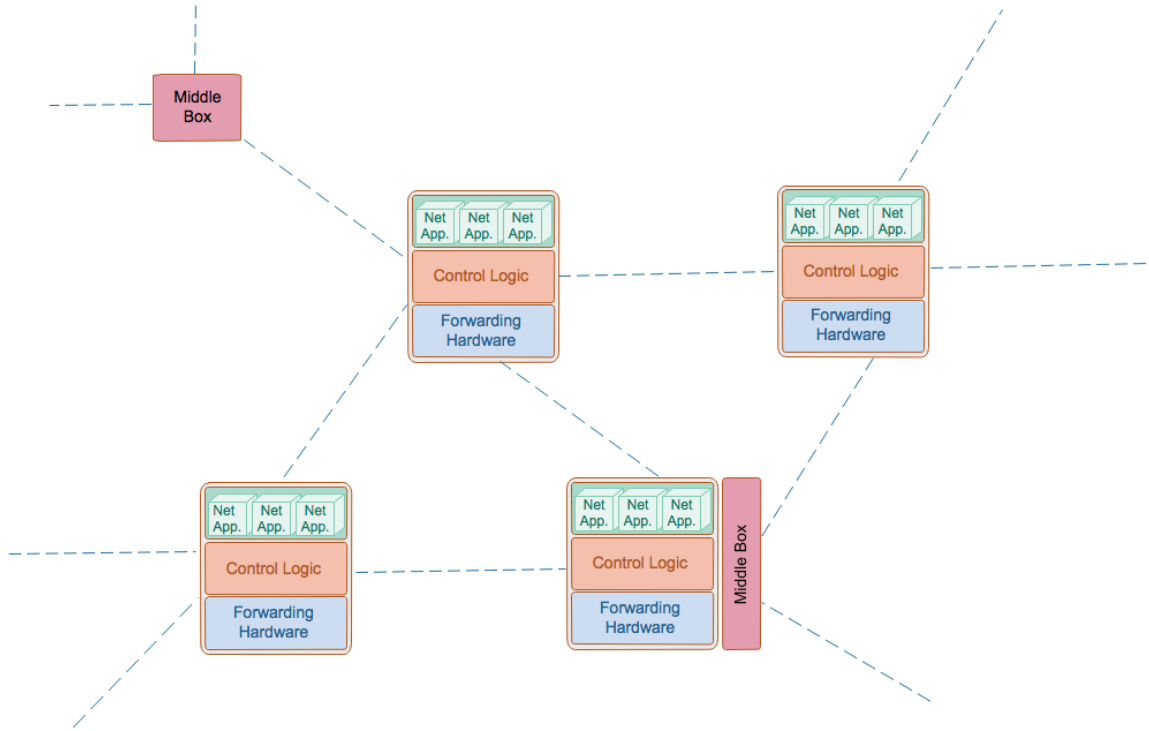 Middle
Box
Net
App.
Net
App.
Net
App.
Control Logic
Forwarding
Hardware
Net
App.
Net
App.
Net
App.
Control Logic
Forwarding
Hardware
Net
App.
Net
App.
Net
App.
Control Logic
Forwarding
Hardware
Net
App.
Net
App.
Net
App.
Control Logic
Forwarding
Hardware
Middle Box